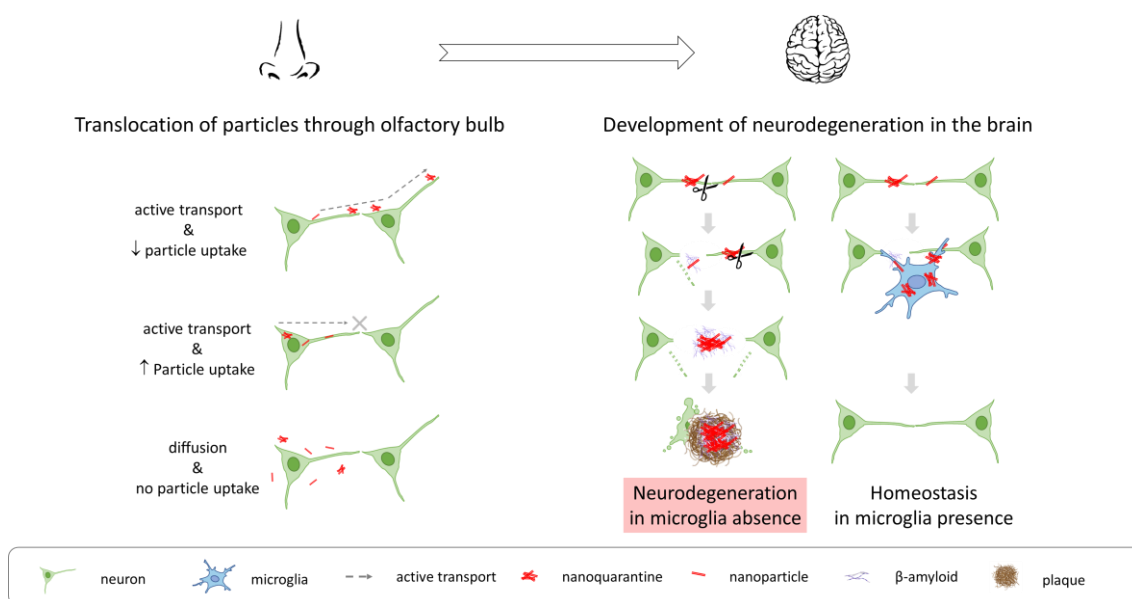 Translocation of particles through olfactory bulb
Development of neurodegeneration in the brain
active transport
&
↓ particle uptake
active transport
&
↑ Particle uptake
diffusion
&
no particle uptake
Neurodegeneration
in microglia absence
Homeostasis
in microglia presence
neuron
microglia
active transport
nanoquarantine
nanoparticle
β-amyloid
plaque